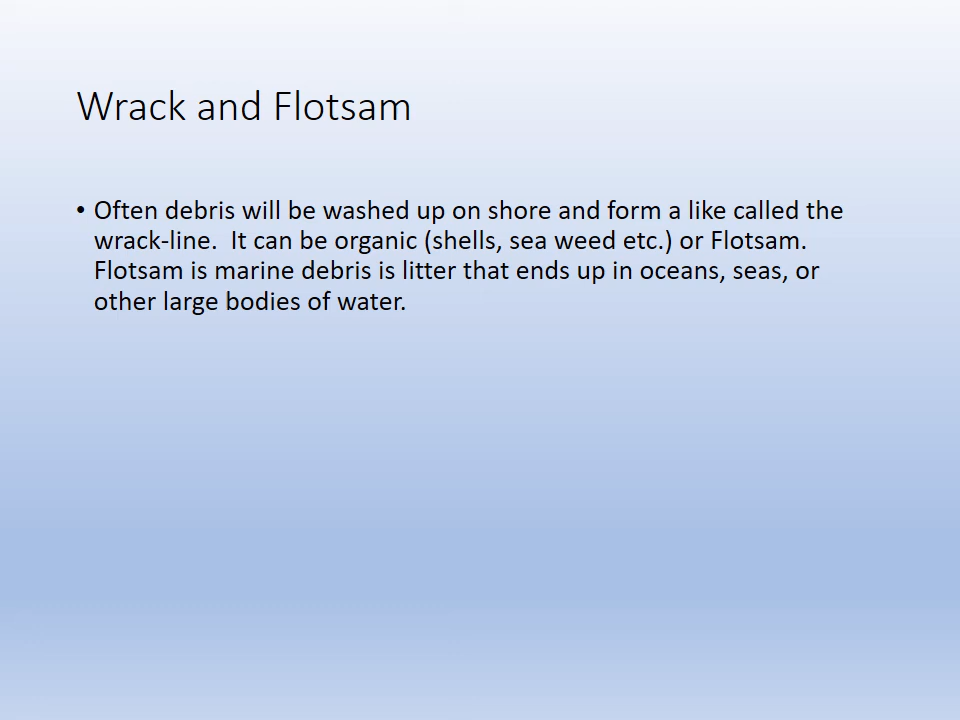 Wrack and Flotsam
• Often debris will be washed up on shore and form a like called the
wrack-line.  It can be organic (shells, sea weed etc.) or Flotsam.
Flotsam is marine debris is litter that ends up in oceans, seas, or
other large bodies of water.